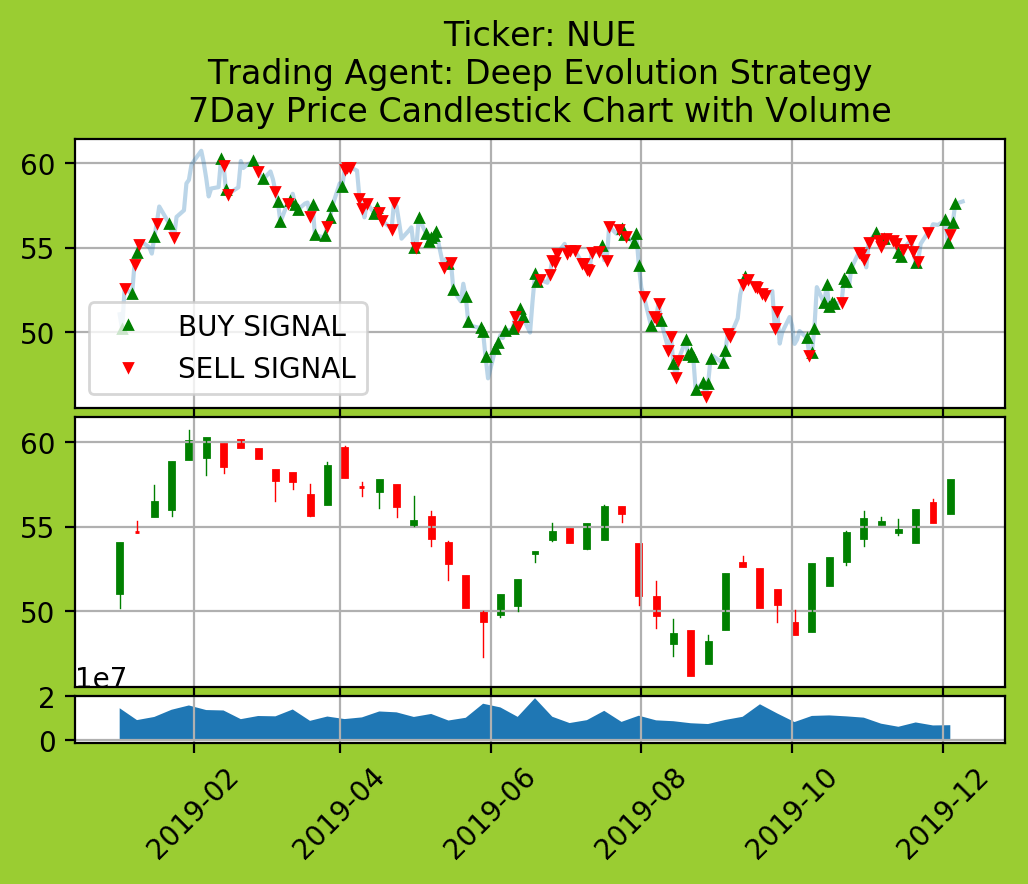 Ticker: NUE
Trading Agent: Deep Evolution Strategy
7Day Price Candlestick Chart with Volume
60
55
50
BUY SIGNAL
SELL SIGNAL
60
55
50
1e7
2
0
2019-02
2019-04
2019-06
2019-08
2019-10
2019-12